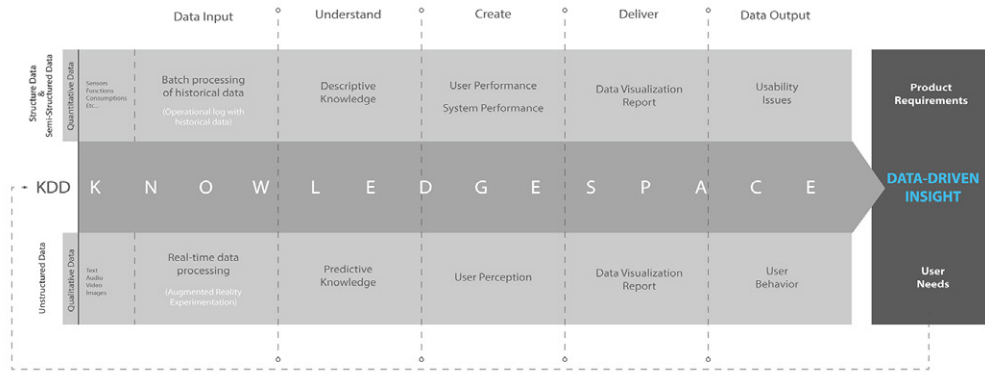 Data Input
Understand
Create
Deliver
Data Output
Structure Data
&
Semi-Structured Data
Quantitative Data
Sensors
Functions
Consumptions
Etc...
Batch processing
of historical data
(Operational log with
historical data)
Descriptive
Knowledge
User Performance
System Performance
Data Visualization
Report
Usability
Issues
Product
Requirements
KDD
K N O W L E D G E S P A C E
DATA-DRIVEN
INSIGHT
Unstructured Data
Qualitative Data
Text
Audio
Video
Images
Real-time data
processing
(Augmented Reality
Experimentation)
Predictive
Knowledge
User Perception
Data Visualization
Report
User
Behavior
User
Needs